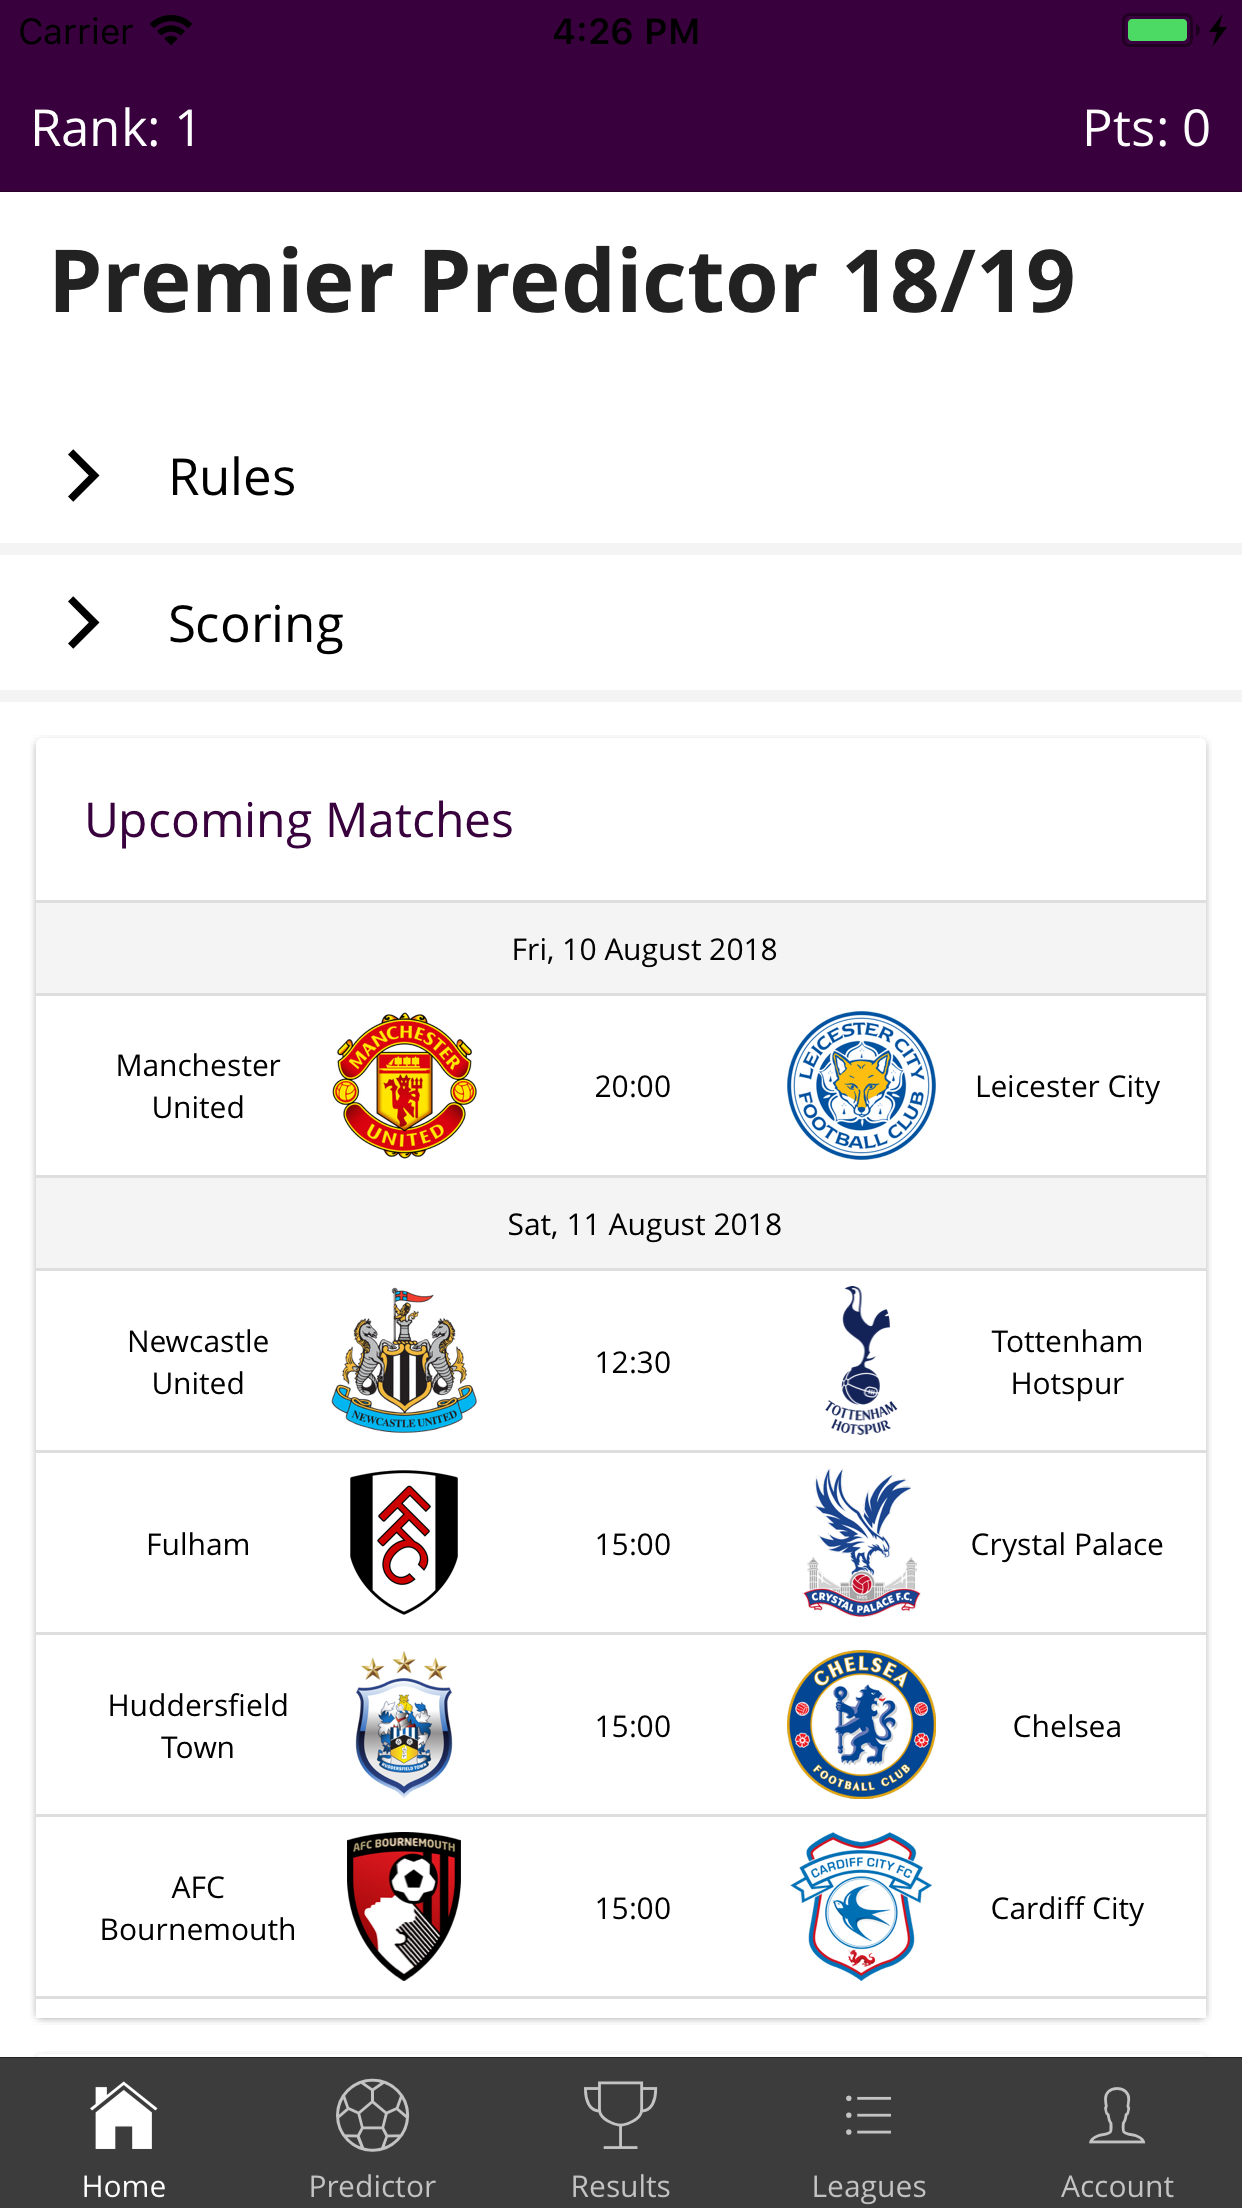 Carrier 4:26 PM
Rank: 1 Pts: 0
Premier Predictor 18/19
Rules
Scoring
Upcoming Matches
Fri, 10 August 2018
Manchester
United
MANCHESTER
UNITED
20:00
LEICESTER CITY
FOOTBALL CLUB
Leicester City
Sat, 11 August 2018
Newcastle
United
NEWCASTLE UNITED
12:30
TOTTENHAM
HOTSPUR
Tottenham
Hotspur
Fulham
FFC
15:00
CRYSTAL PALACE F.C.
Crystal Palace
Huddersfield
Town
HUDDERSFIELD TOWN
15:00
CHELSEA
FOOTBALL CLUB
Chelsea
AFC
Bournemouth
AFC BOURNEMOUTH
15:00
CARDIFF CITY FC
Cardiff City
Home Predictor Results Leagues Account